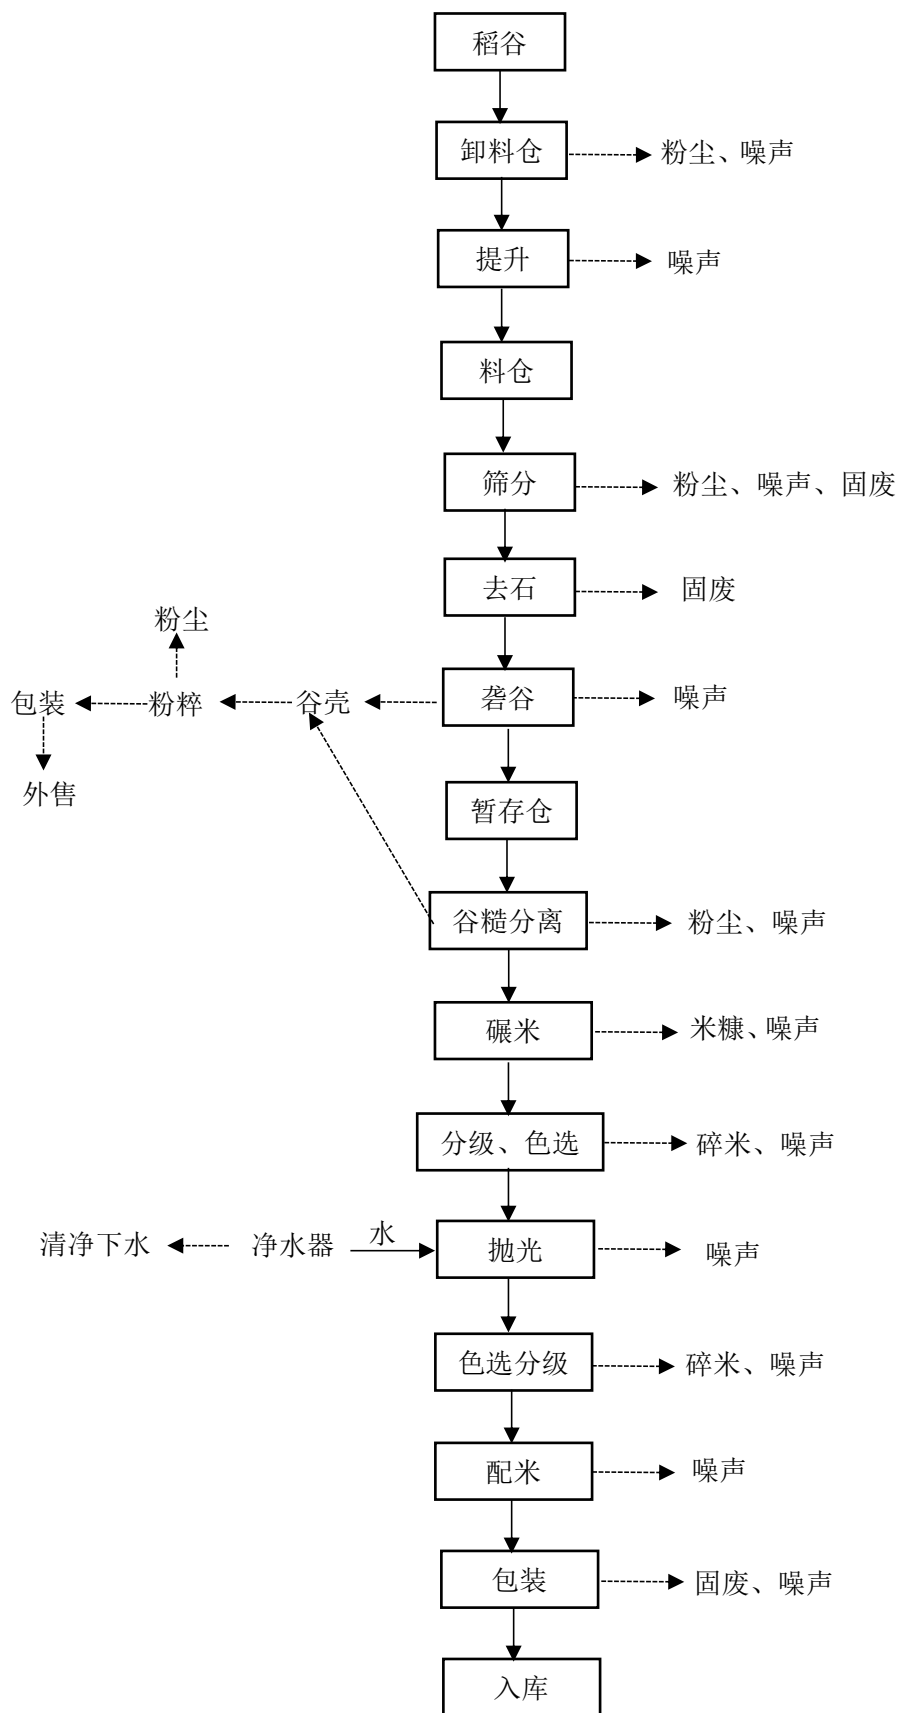 稻谷
卸料仓
粉尘、噪声
提升
噪声
料仓
筛分
粉尘、噪声、固废
去石
固废
粉尘
包装
粉粹
谷壳
砻谷
噪声
外售
暂存仓
谷糙分离
粉尘、噪声
碾米
米糠、噪声
分级、色选
碎米、噪声
清净下水
净水器
水
抛光
噪声
色选分级
碎米、噪声
配米
噪声
包装
固废、噪声
入库